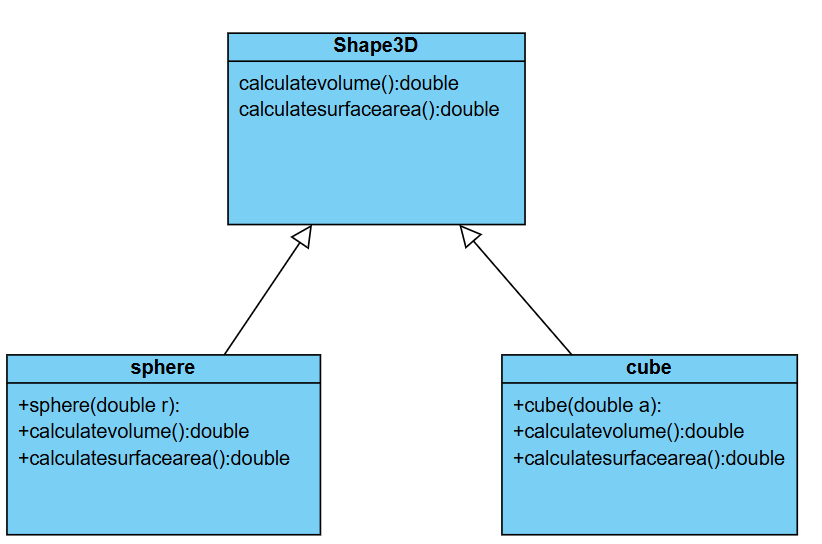 Shape3D
calculatevolume():double
calculatesurfacearea():double
sphere
+sphere(double r):
+calculatevolume():double
+calculatesurfacearea():double
cube
+cube(double a):
+calculatevolume():double
+calculatesurfacearea():double